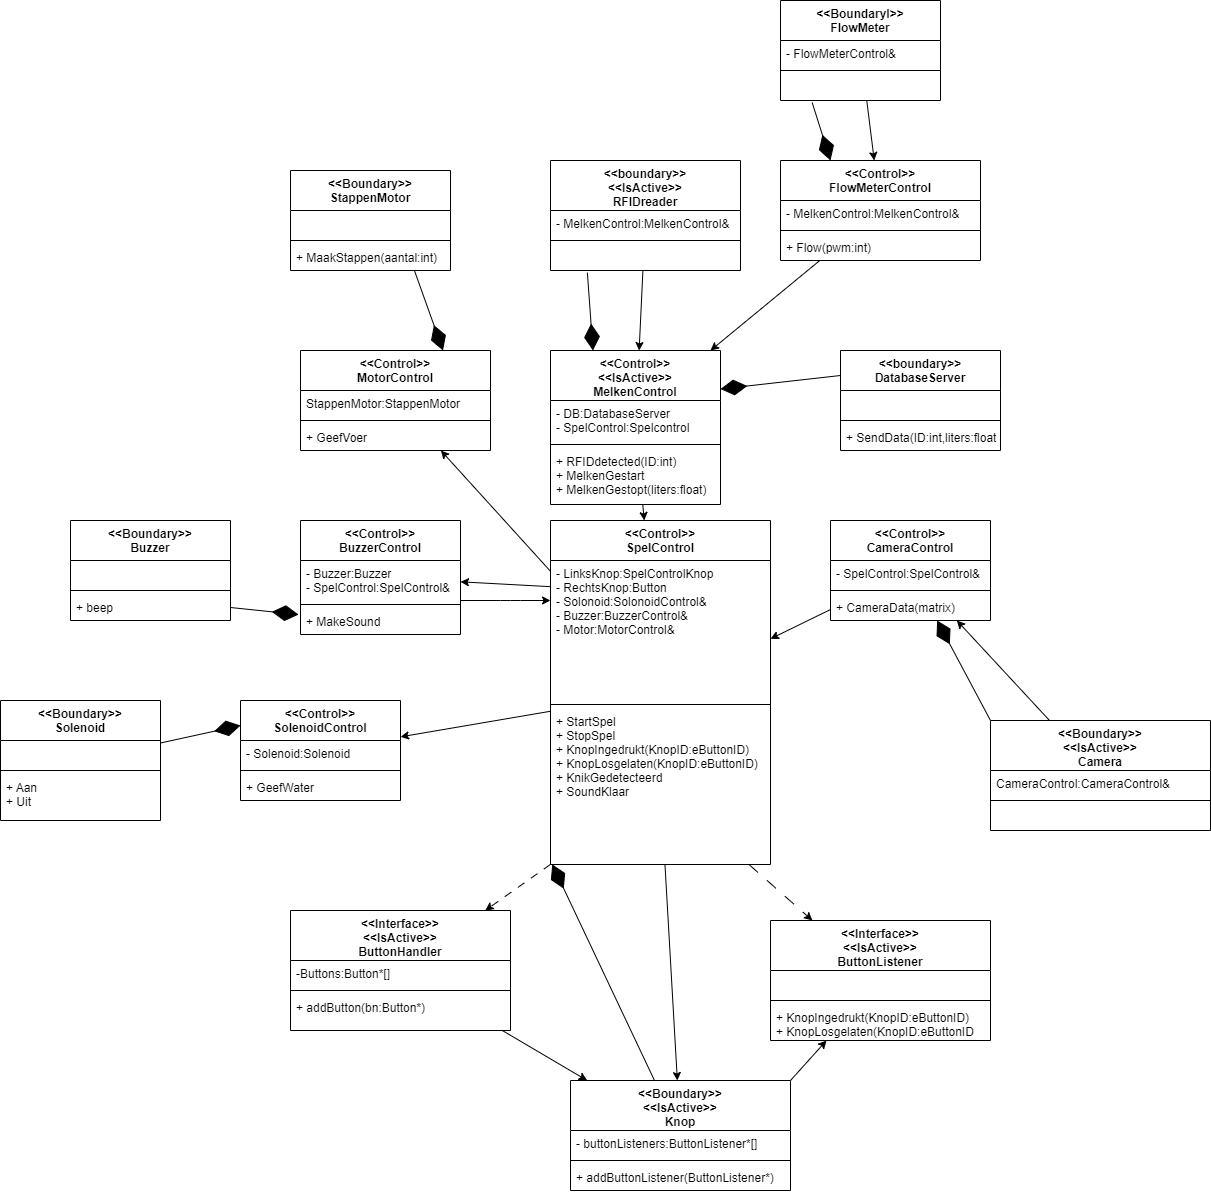 <<Boundaryl>>
FlowMeter
- FlowMeterControl&
<<Boundary>>
StappenMotor
+ MaakStappen(aantal:int)
<<boundary>>
<<IsActive>>
RFIDreader
- MelkenControl:MelkenControl&
<<Control>>
FlowMeterControl
- MelkenControl:MelkenControl&
+ Flow(pwm:int)
<<Control>>
MotorControl
StappenMotor:StappenMotor
+ GeefVoer
<<Control>>
<<IsActive>>
MelkenControl
- DB:DatabaseServer
- SpelControl:Spelcontrol
+ RFIDdetected(ID:int)
+ MelkenGestart
+ MelkenGestopt(liters:float)
<<boundary>>
DatabaseServer
+ SendData(ID:int,liters:float
<<Boundary>>
Buzzer
+ beep
<<Control>>
BuzzerControl
- Buzzer:Buzzer
- SpelControl:SpelControl&
+ MakeSound
<<Control>>
SpelControl
- LinksKnop:SpelControlKnop
- RechtsKnop:Button
- Solonoid:SolonoidControl&
- Buzzer:BuzzerControl&
- Motor:MotorControl&
+ StartSpel
+ StopSpel
+ KnopIngedrukt(KnopID:eButtonID)
+ KnopLosgelaten(KnopID:eButtonID)
+ KnikGedetecteerd
+ SoundKlaar
<<Control>>
CameraControl
- SpelControl:SpelControl&
+ CameraData(matrix)
<<Boundary>>
Solenoid
+ Aan
+ Uit
<<Control>>
SolenoidControl
- Solenoid:Solenoid
+ GeefWater
<<Boundary>>
<<IsActive>>
Camera
CameraControl:CameraControl&
<<Interface>>
<<IsActive>>
ButtonHandler
-Buttons:Button*[]
+ addButton(bn:Button*)
<<Interface>>
<<IsActive>>
ButtonListener
+ KnopIngedrukt(KnopID:eButtonID)
+ KnopLosgelaten(KnopID:eButtonID
<<Boundary>>
<<IsActive>>
Knop
- buttonListeners:ButtonListener*[]
+ addButtonListener(ButtonListener*)